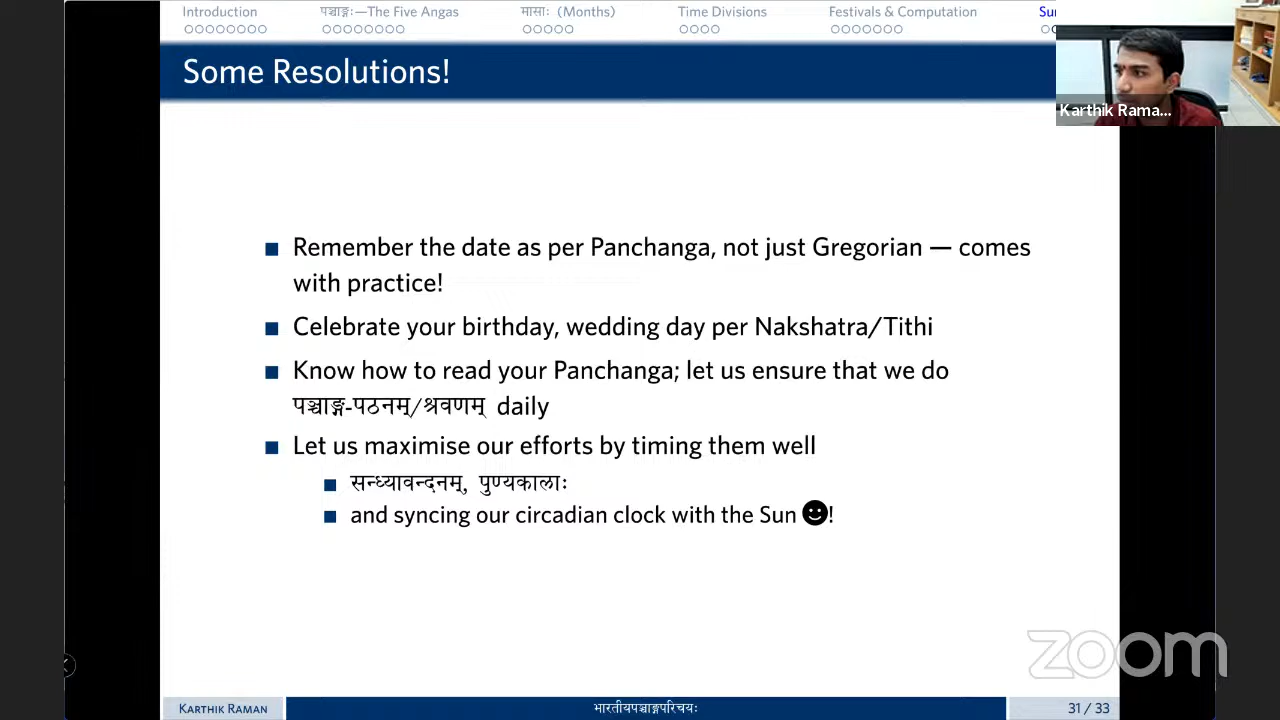 Introduction
पञ्चाङ्गः—The Five Angas
मासाः (Months)
Time Divisions
Festivals & Computation
Su
Some Resolutions!
Karthik Rama...
Remember the date as per Panchanga, not just Gregorian — comes
with practice!
Celebrate your birthday, wedding day per Nakshatra/Tithi
Know how to read your Panchanga; let us ensure that we do
पञ्चाङ्ग-पठनम्/श्रवणम् daily
Let us maximise our efforts by timing them well
सन्ध्यावन्दनम्, पुण्यकालाः
and syncing our circadian clock with the Sun ☻!
zoom
KARTHIK RAMAN
भारतीयपञ्चाङ्गपरिचयः
31 / 33